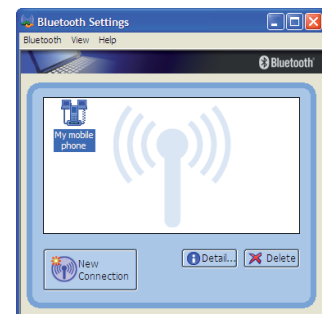 Bluetooth Settings
Bluetooth View Help
Bluetooth®
My mobile
phone
New
Connection
Detail...
Delete